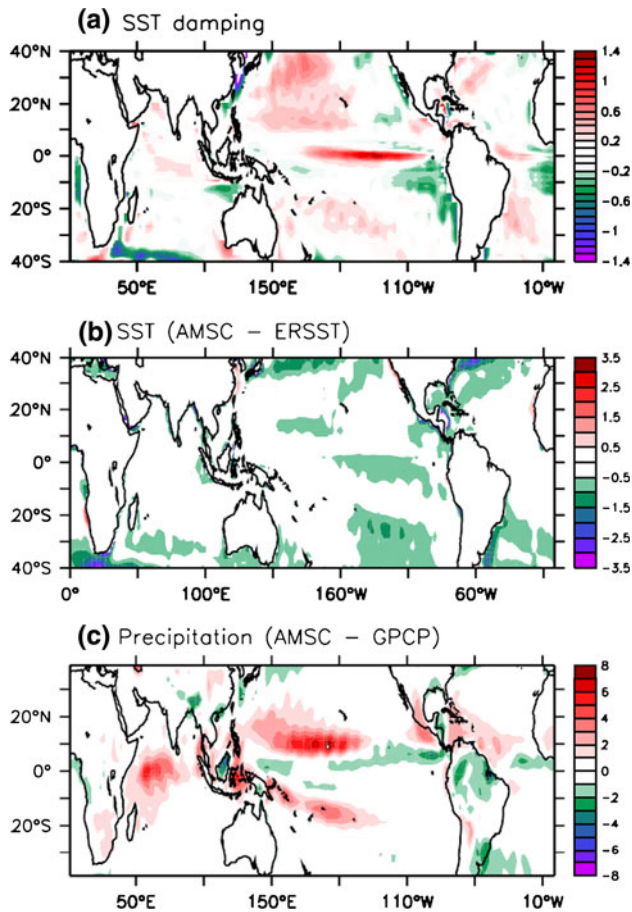 (a) SST damping
40°N
20°N
0°
20°S
40°S
50°E 150°E 110°W 10°W
1.4
1
0.6
0.2
-0.2
-0.6
-1
-1.4
(b) SST (AMSC – ERSST)
40°N
20°N
0°
20°S
40°S
0° 100°E 160°W 60°W
3.5
2.5
1.5
0.5
-0.5
-1.5
-2.5
-3.5
(c) Precipitation (AMSC – GPCP)
20°N
0°
20°S
50°E 150°E 110°W 10°W
8
6
4
2
0
-2
-4
-6
-8